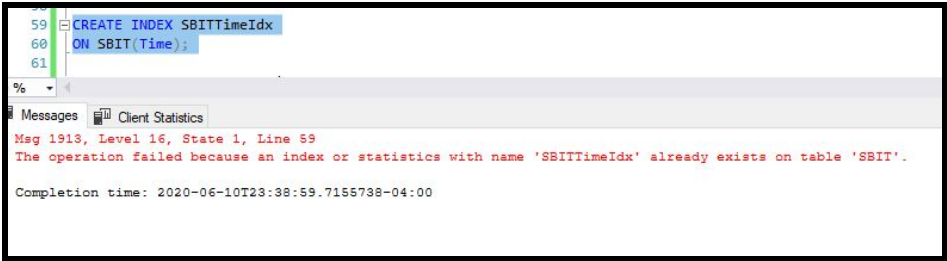 59 CREATE INDEX SBITTimeIdx
60 ON SBIT(Time);
61
%
Messages Client Statistics
Msg 1913, Level 16, State 1, Line 59
The operation failed because an index or statistics with name 'SBITTimeIdx' already exists on table 'SBIT'.
Completion time: 2020-06-10T23:38:59.7155738-04:00